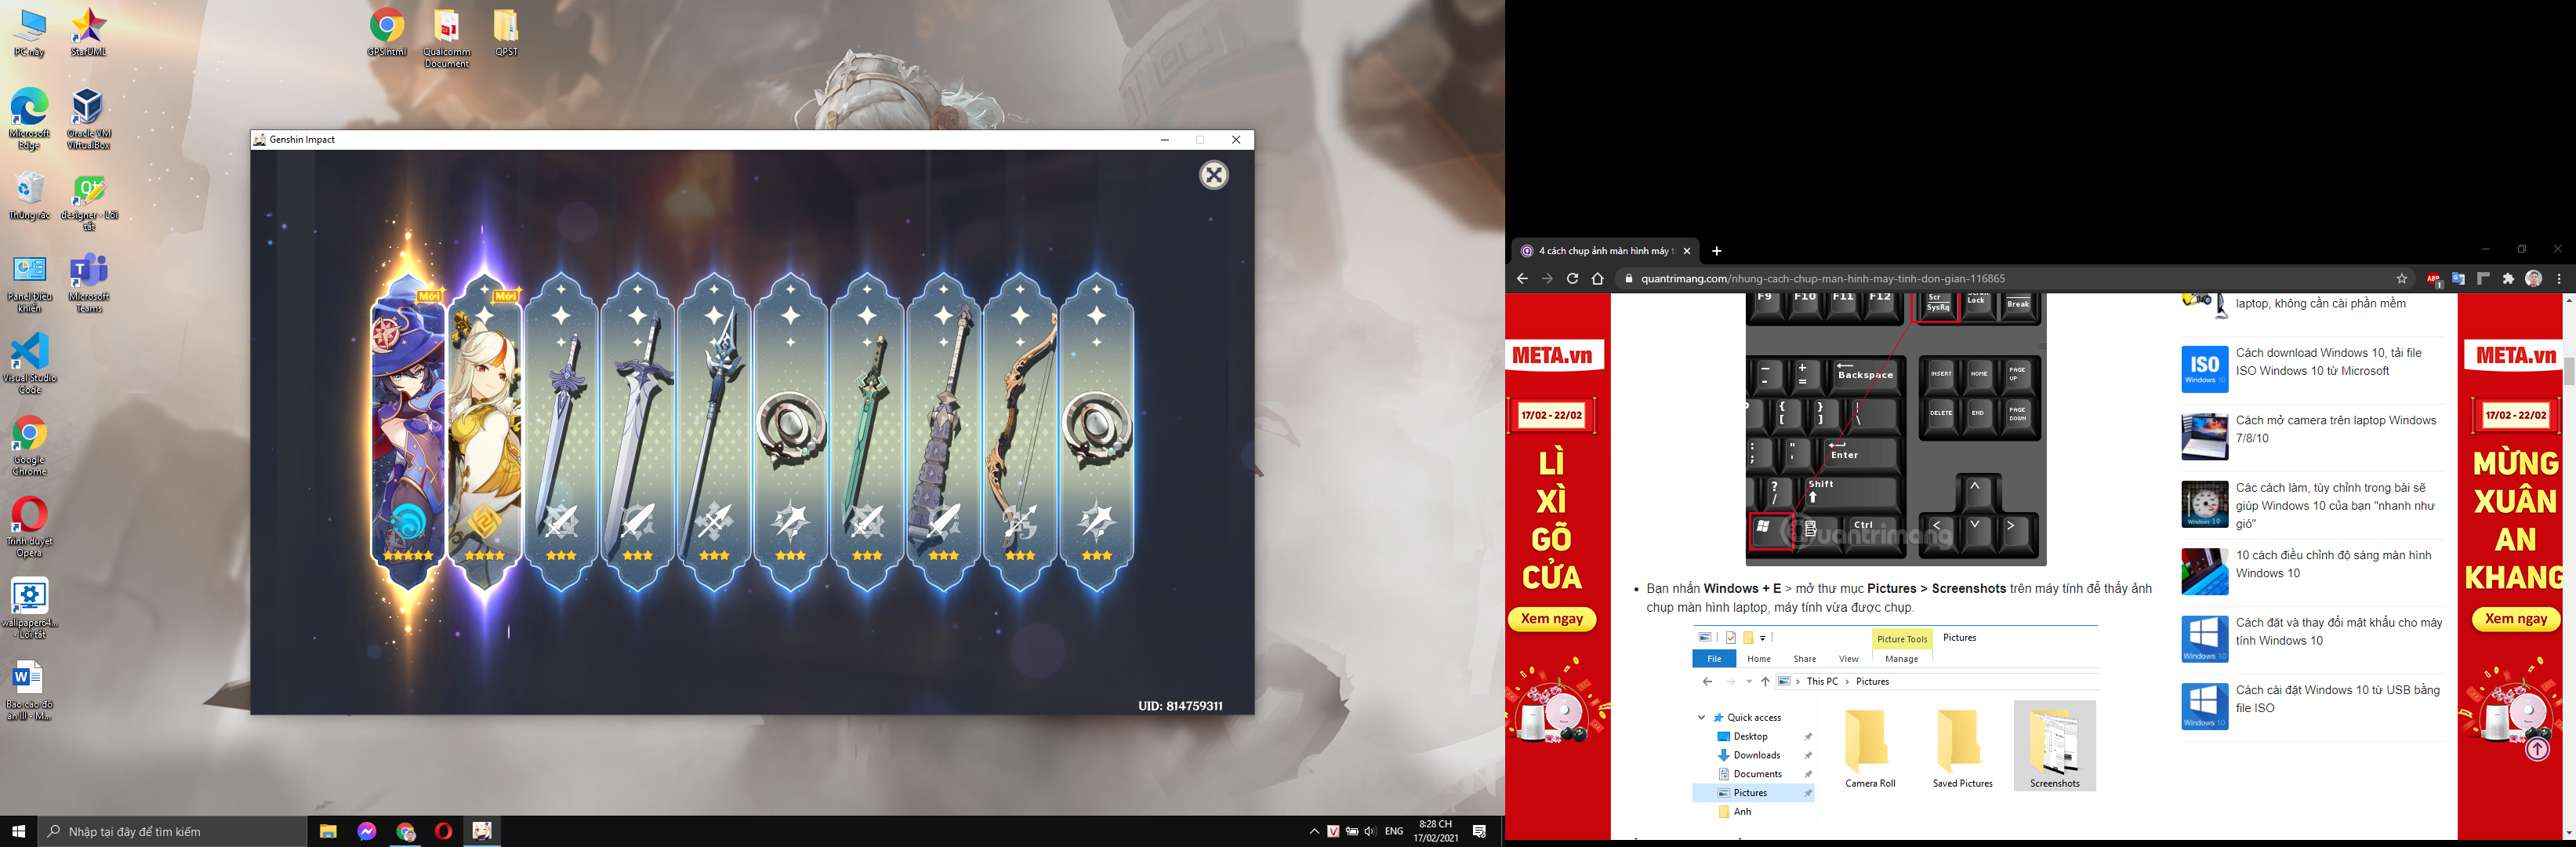 PC này
StarUML
GPS.html
Qualcomm
Document
QPST
Microsoft
Edge
Oracle VM
VirtualBox
Thùng rác
designer - Lối
tắt
Panel Điều
khiển
Microsoft
Teams
Visual Studio
Code
Google
Chrome
Trình duyệt
Opera
wallpaper64...
- Lối tắt
Báo cáo đồ
án III - M...
Genshin Impact
Mới
Mới
UID: 814759311
Nhập tại đây để tìm kiếm
ENG
8:28 CH
17/02/2021
4 cách chụp ảnh màn hình máy t
quantrimang.com/nhung-cach-chup-man-hinh-may-tinh-don-gian-116865
META.vn
17/02 - 22/02
LÌ
XÌ
GÕ
CỬA
Xem ngay
F9
F10
F11
F12
Scr
SysRq
Lock
Break
Backspace
INSERT
HOME
PAGE
UP
DELETE
END
PAGE
DOWN
Enter
Shift
Ctrl
Quantrimang
• Bạn nhấn Windows + E > mở thư mục Pictures > Screenshots trên máy tính để thấy ảnh
chụp màn hình laptop, máy tính vừa được chụp.
Picture Tools
Pictures
File
Home
Share
View
Manage
This PC > Pictures
Quick access
Desktop
Downloads
Documents
Pictures
Anh
Camera Roll
Saved Pictures
Screenshots
laptop, không cần cài phần mềm
ISO
Windows 10
Cách download Windows 10, tải file
ISO Windows 10 từ Microsoft
Cách mở camera trên laptop Windows
7/8/10
Windows 10
Các cách làm, tùy chỉnh trong bài sẽ
giúp Windows 10 của bạn "nhanh như
gió"
10 cách điều chỉnh độ sáng màn hình
Windows 10
Windows 10
Cách đặt và thay đổi mật khẩu cho máy
tính Windows 10
Windows 10
Cách cài đặt Windows 10 từ USB bằng
file ISO
META.vn
17/02 - 22/02
MỪNG
XUÂN
AN
KHANG
Xem ngay